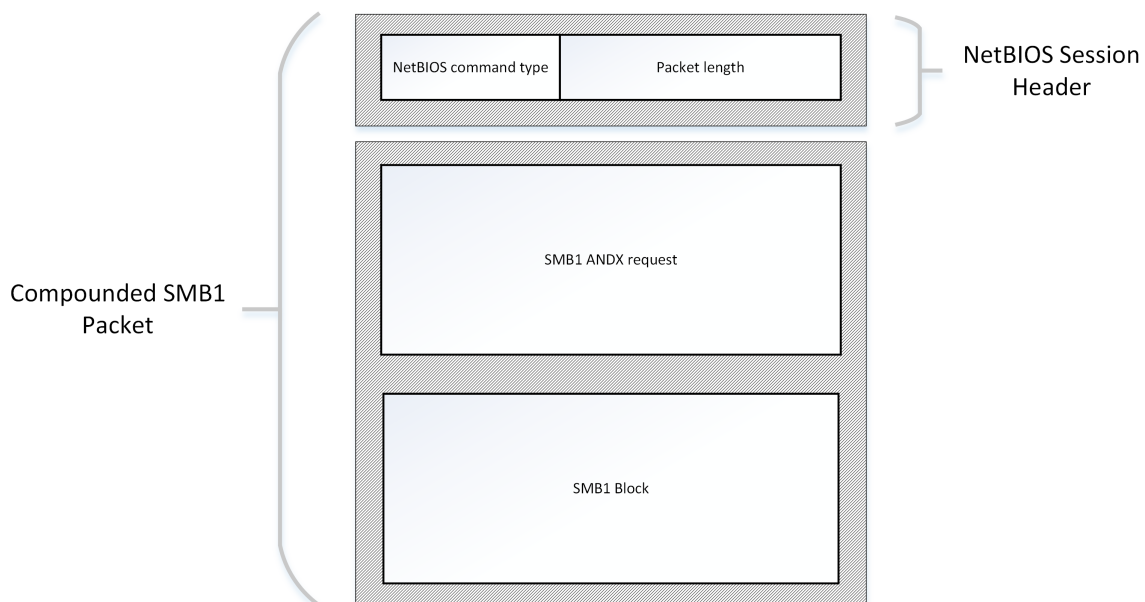 NetBIOS command type
Packet length
NetBIOS Session
Header
SMB1 ANDX request
Compounded SMB1
Packet
SMB1 Block